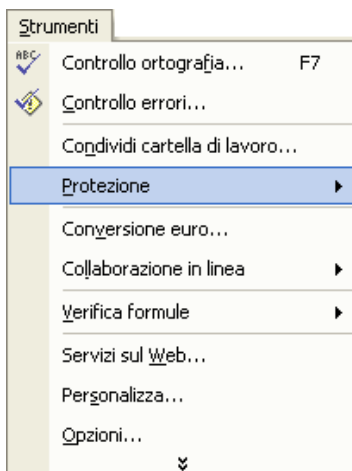 Strumenti
ABC Controllo ortografia... F7
Controllo errori...
Condividi cartella di lavoro...
Protezione
Conversione euro...
Collaborazione in linea
Verifica formule
Servizi sul Web...
Personalizza...
Opzioni...